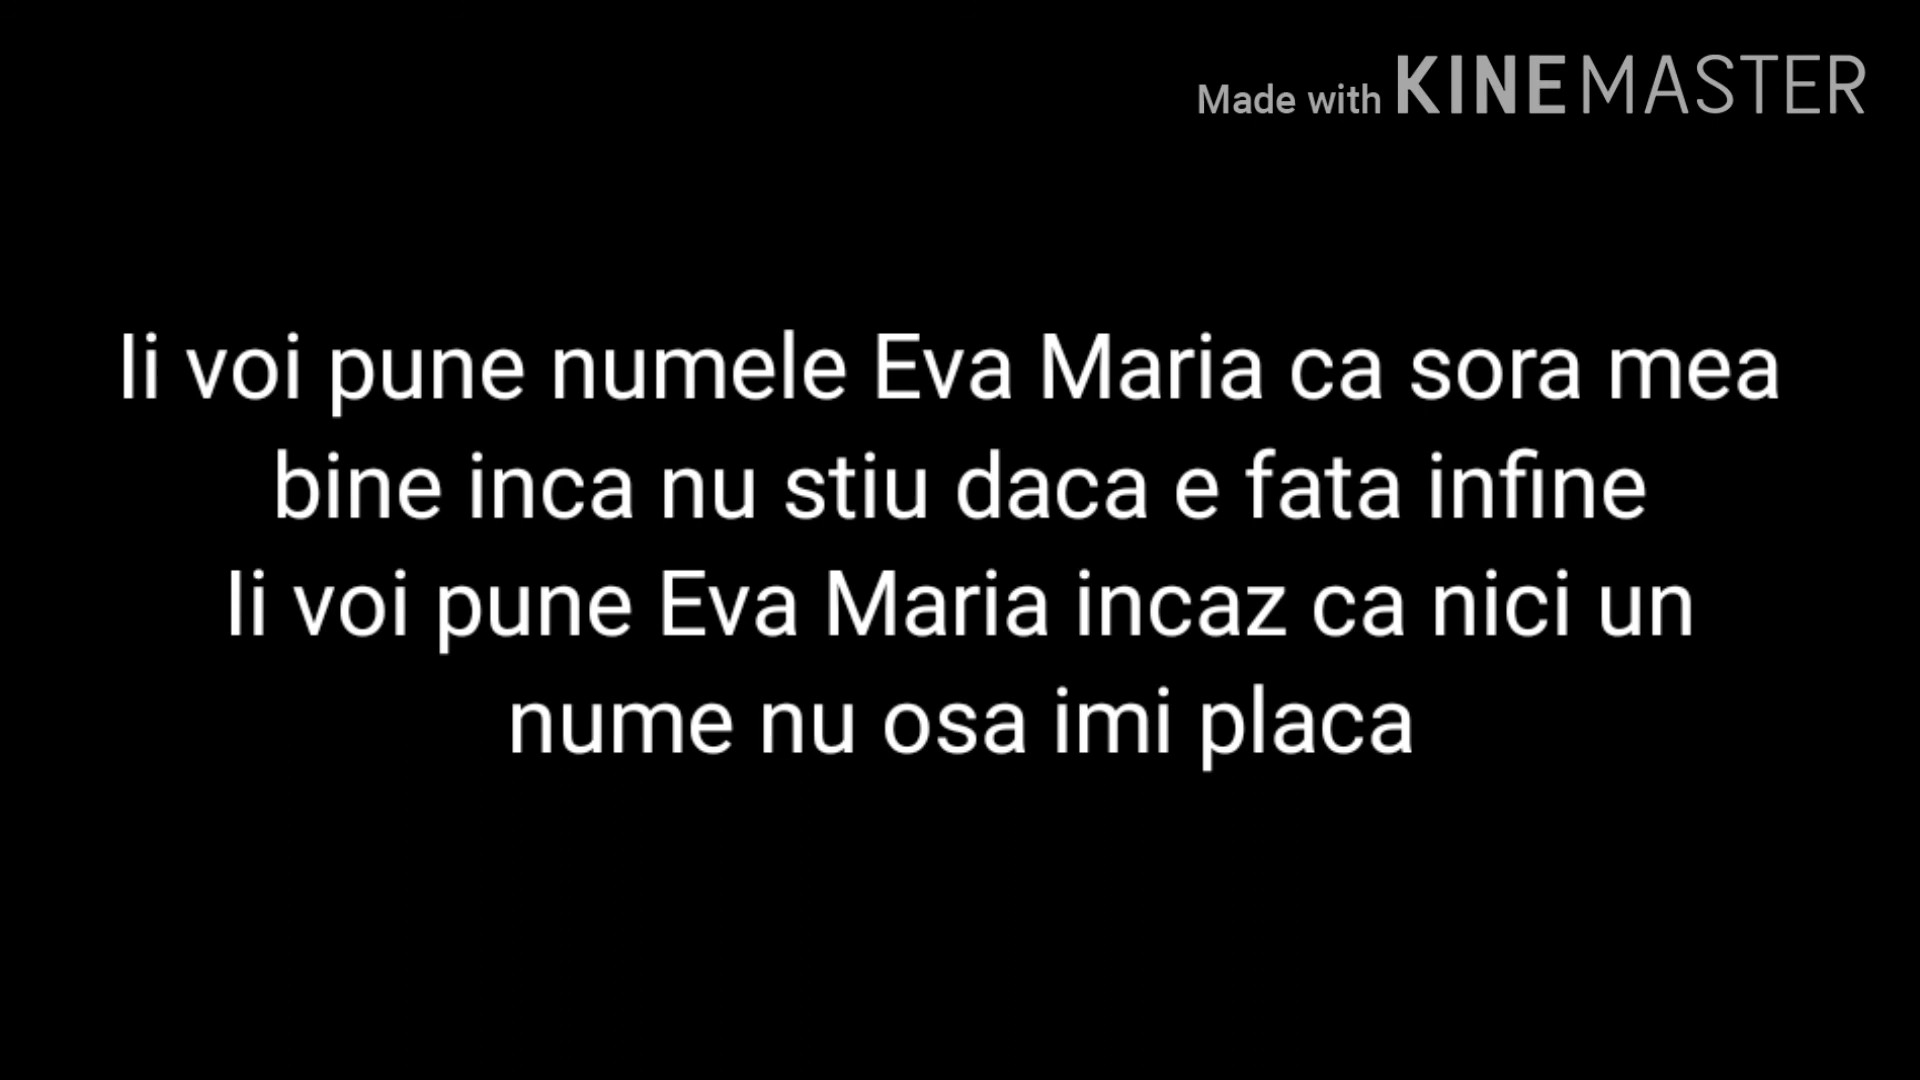 Made with KINEMASTER
Ii voi pune numele Eva Maria ca sora mea
bine inca nu stiu daca e fata infine
Ii voi pune Eva Maria incaz ca nici un
nume nu osa imi placa